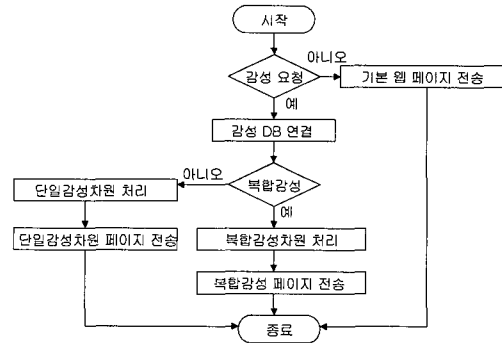 시작
아니오
감성 요청
기본 웹 페이지 전송
예
감성 DB 연결
아니오
복합감성
단일감성차원 처리
예
단일감성차원 페이지 전송
복합감성차원 처리
복합감성 페이지 전송
종료